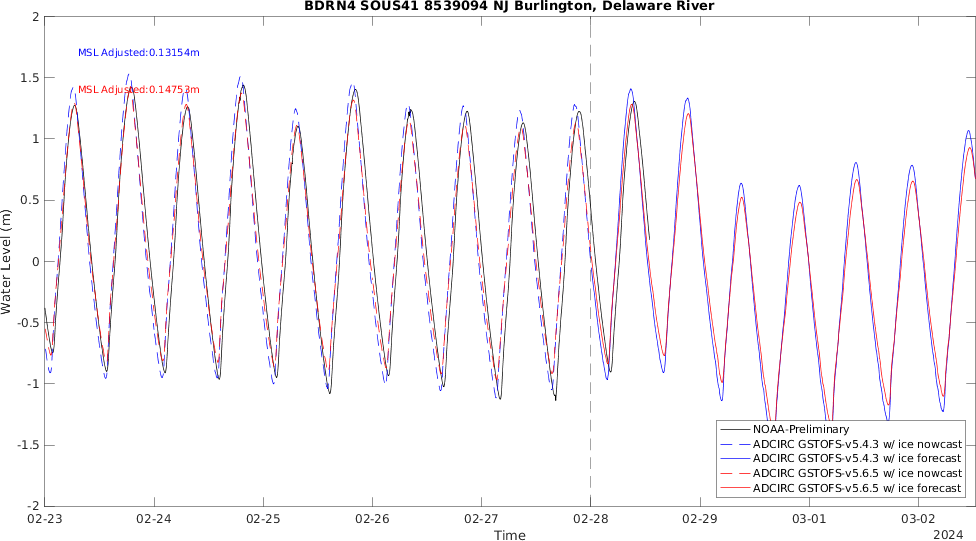 BDRN4 SOUS41 8539094 NJ Burlington, Delaware River
2
1.5
1
0.5
0
-0.5
-1
-1.5
-2
Water Level (m)
MSL Adjusted:0.13154m
MSL Adjusted:0.14753m
NOAA-Preliminary
ADCIRC GSTOFS-v5.4.3 w/ ice nowcast
ADCIRC GSTOFS-v5.4.3 w/ ice forecast
ADCIRC GSTOFS-v5.6.5 w/ ice nowcast
ADCIRC GSTOFS-v5.6.5 w/ ice forecast
02-23 02-24 02-25 02-26 02-27 02-28 02-29 03-01 03-02
Time
2024